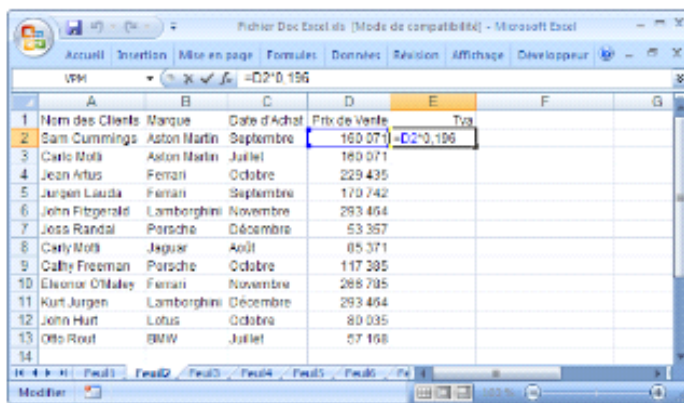 Fichier Doc Excel.xls [Mode de compatibilité] - Microsoft Excel
Accueil Insertion Mise en page Formules Données Révision Affichage Développeur
VPM =D2*0,196
A B C D E F G
1 Nom des Clients Marque Date d'Achat Prix de Vente Tva
2 Sam Cummings Aston Martin Septembre 160 071 =D2*0,196
3 Carlo Motti Aston Martin Juillet 160 071
4 Jean Artus Ferrari Octobre 229 435
5 Jurgen Lauda Ferrari Septembre 170 742
6 John Fitzgerald Lamborghini Novembre 293 464
7 Joss Randal Porsche Décembre 53 357
8 Carly Motti Jaguar Août 85 371
9 Cathy Freeman Porsche Octobre 117 385
10 Eleonor O'Maley Ferrari Novembre 266 785
11 Kurt Jurgen Lamborghini Décembre 293 464
12 John Hurt Lotus Octobre 80 035
13 Otto Rout BMW Juillet 57 168
14
Feuil1 Feuil2 Feuil3 Feuil4 Feuil5 Feuil6
Modifier 100 %